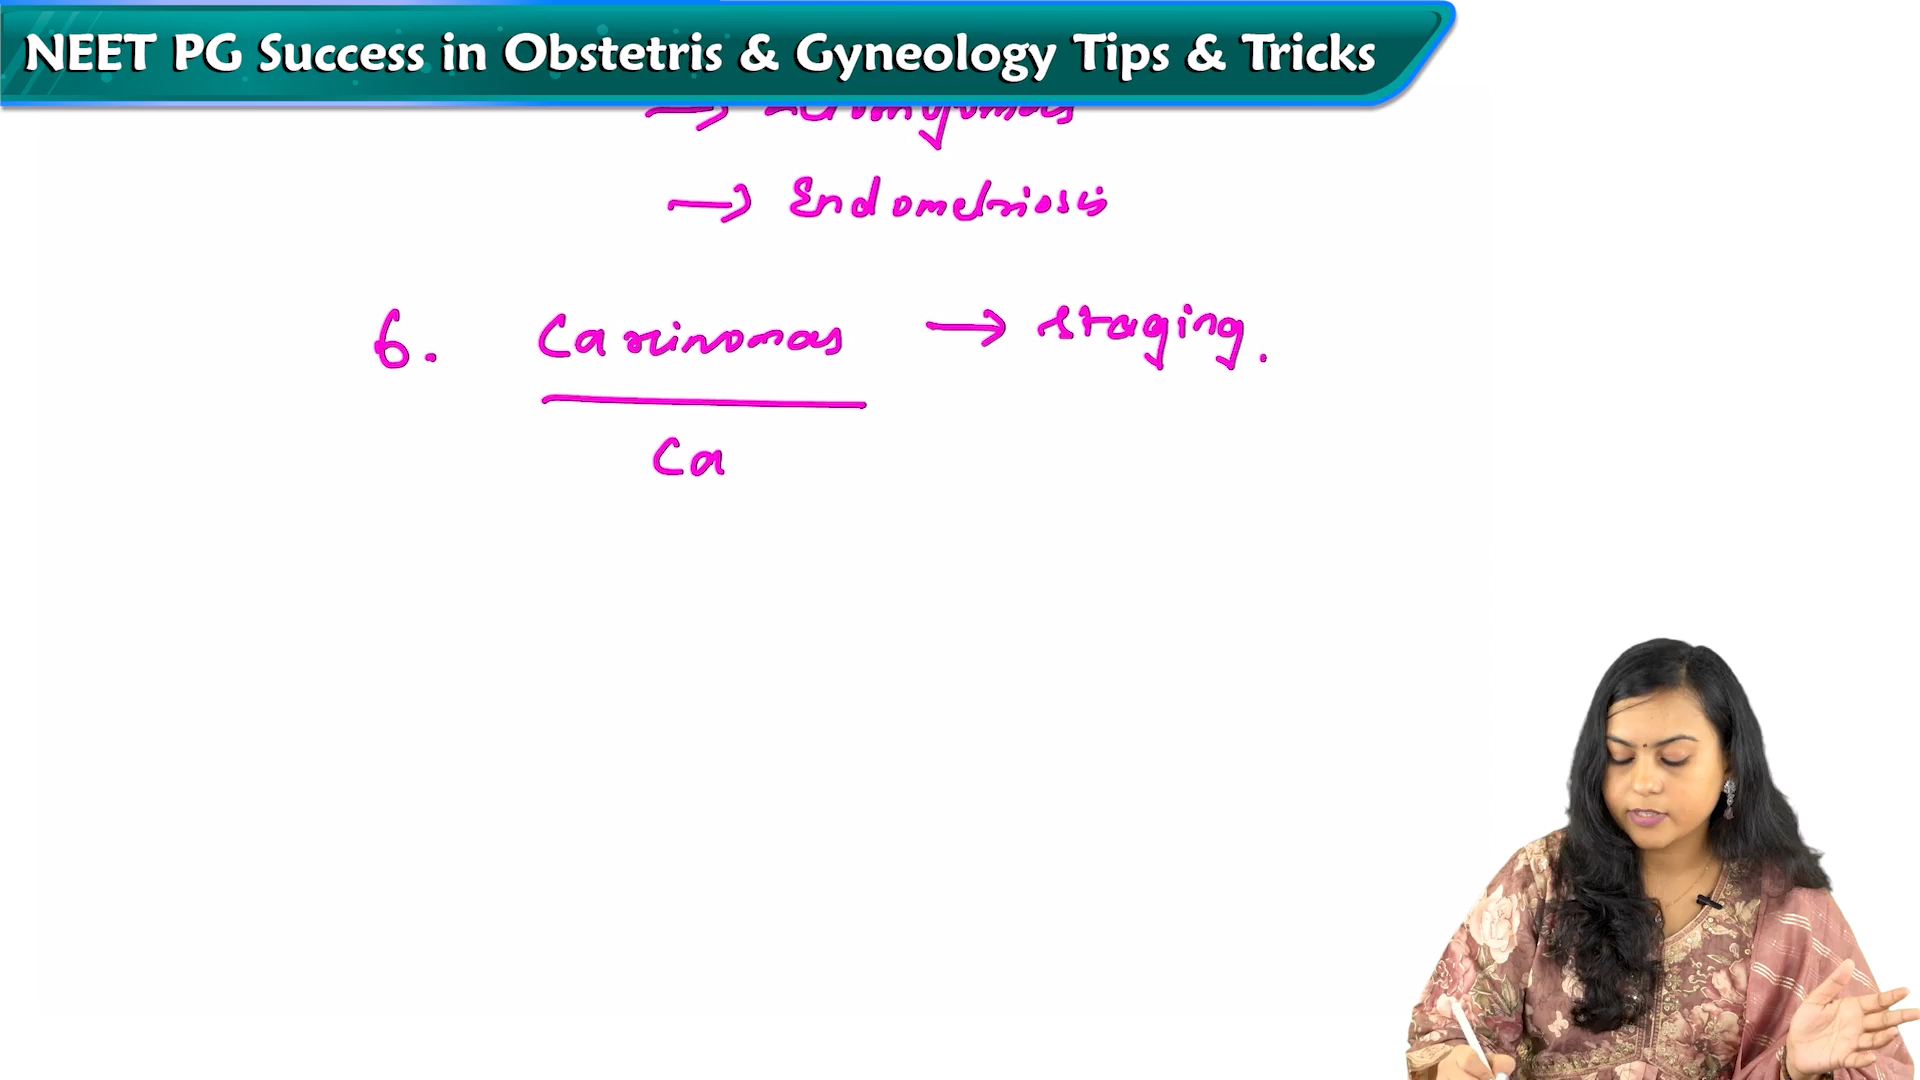 NEET PG Success in Obstetris & Gyneology Tips & Tricks
→ Endometriosis
6. Carcinomas → staging.
Ca